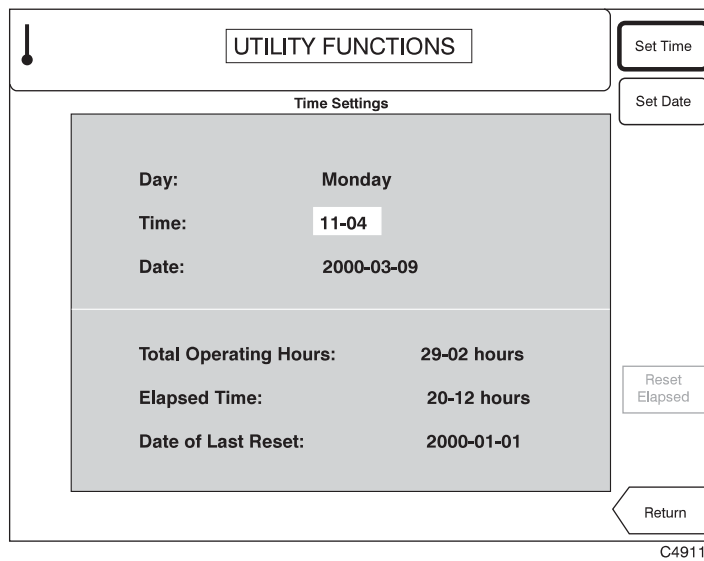 UTILITY FUNCTIONS
Set Time
Set Date
Time Settings
Day: Monday
Time: 11-04
Date: 2000-03-09
Total Operating Hours: 29-02 hours
Elapsed Time: 20-12 hours
Date of Last Reset: 2000-01-01
Reset
Elapsed
Return
C4911